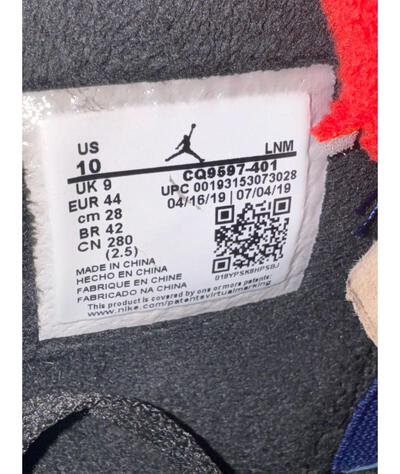 US
10
LNM
CQ9597-401
UK 9
UPC 00193153073028
EUR 44
04/16/19 | 07/04/19
cm 28
BR 42
CN 280
(2.5)
MADE IN CHINA
HECHO EN CHINA
FABRIQUÉ EN CHINE
FABRICADO NA CHINA
018YPSK8HPSBJ
This product is covered by one or more patents.
www.nike.com/patentsvirtualmarking